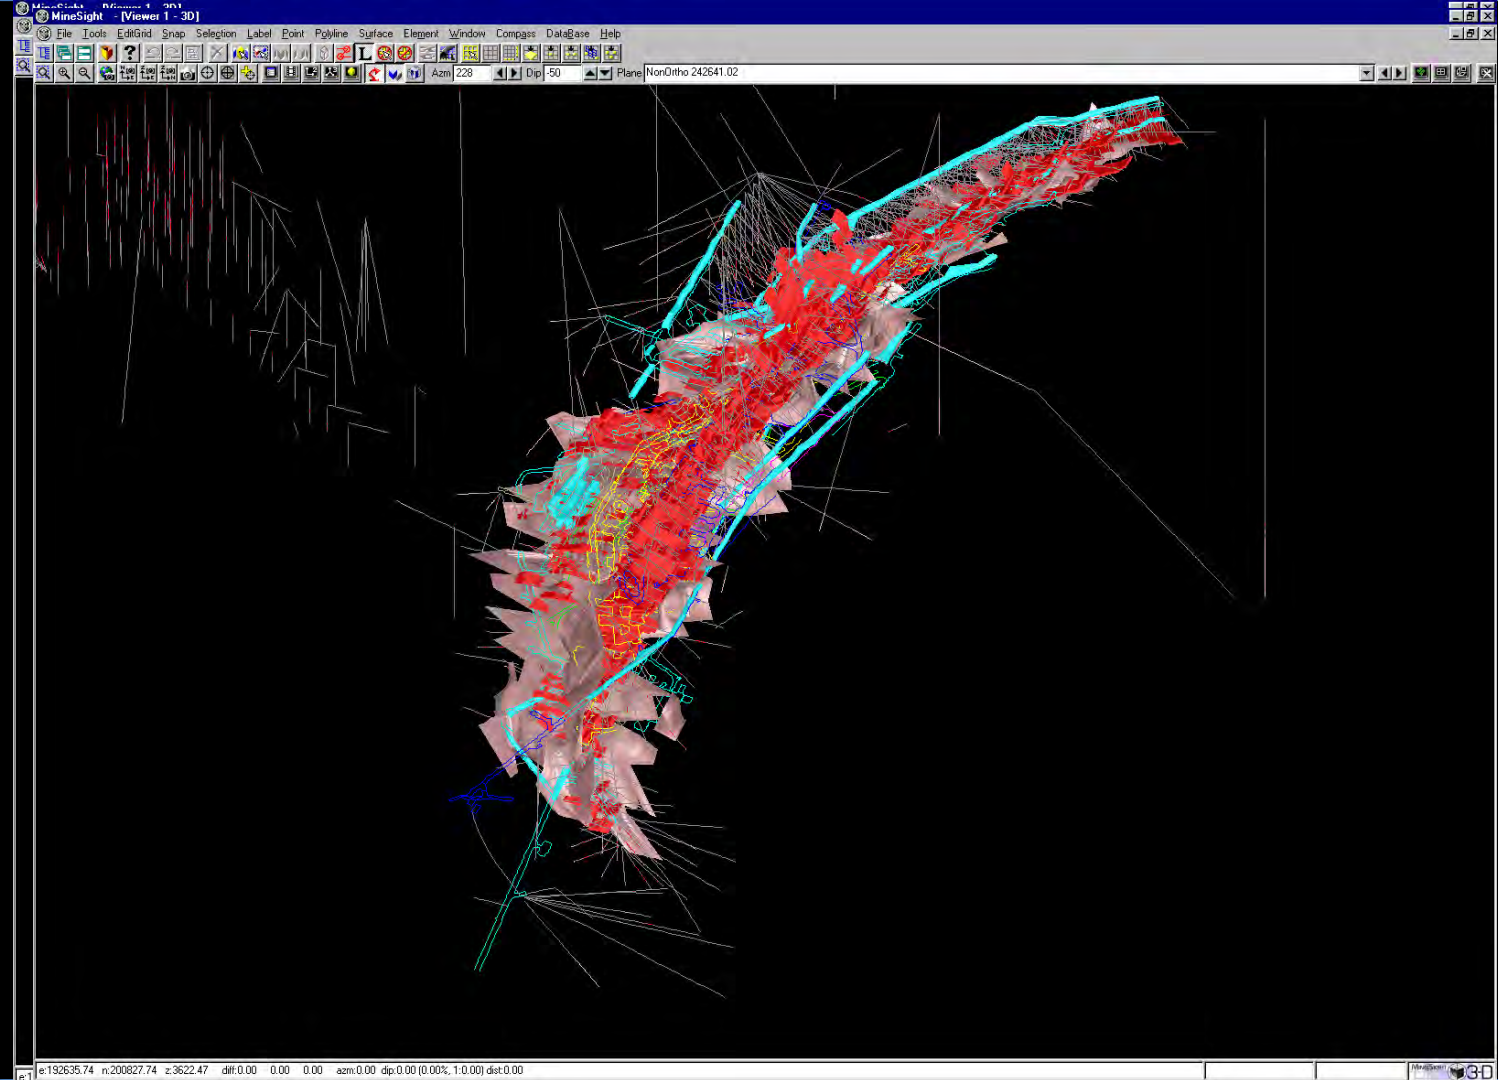 MineSight - [Viewer 1 - 3D]
File Tools EditGrid Snap Selection Label Point Polyline Surface Element Window Compass DataBase Help
Azm 228 Dip -50 Plane NonOrtho 242641.02
e:192635.74 n:200827.74 z:3622.47 diff:0.00 0.00 0.00 azm:0.00 dip:0.00 (0.00%, 1:0.00) dist:0.00
3-D
e:1